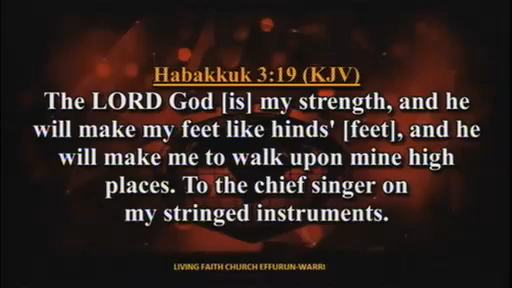 Habakkuk 3:19 (KJV)
The LORD God [is] my strength, and he
will make my feet like hinds' [feet], and he
will make me to walk upon mine high
places. To the chief singer on
my stringed instruments.
LIVING FAITH CHURCH EFFURUN-WARRI